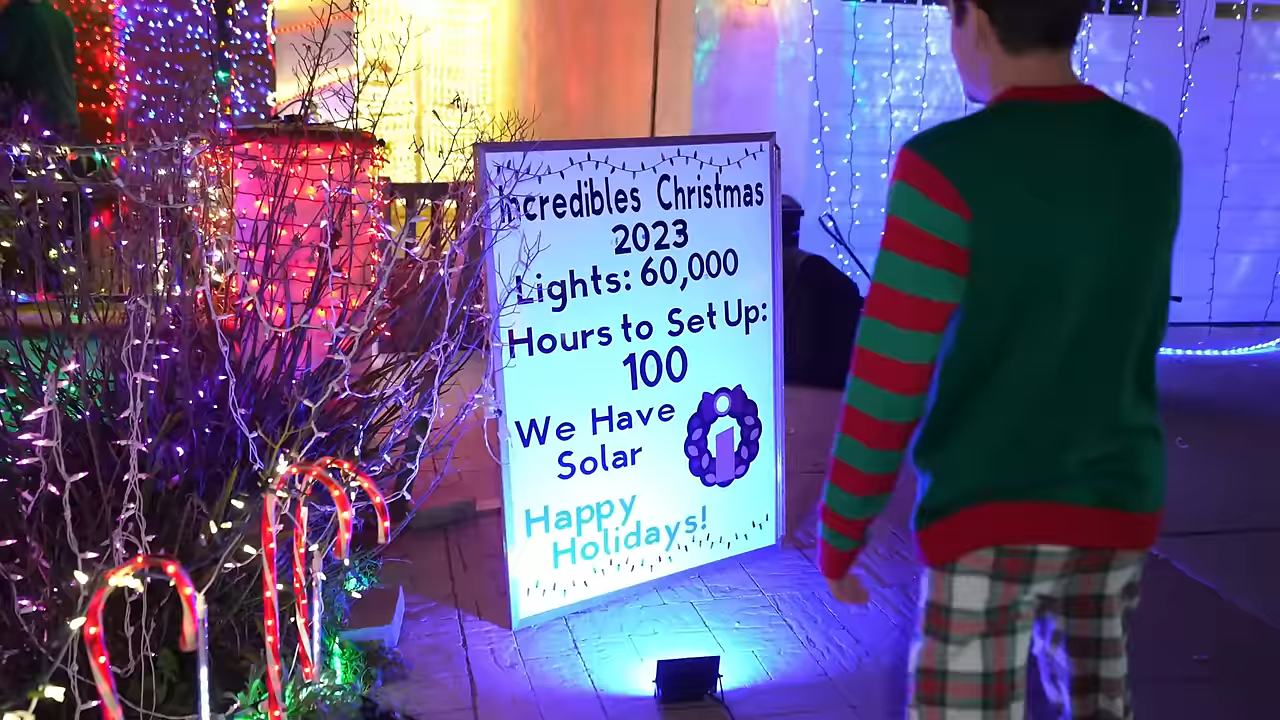 Incredibles Christmas
2023
Lights: 60,000
Hours to Set Up:
100
We Have
Solar
Happy
Holidays!